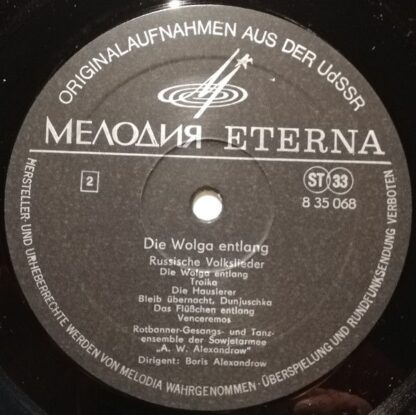 ORIGINALAUFNAHMEN AUS DER UdSSR
МЕЛОДИЯ ETERNA
2
ST 33
8 35 068
Die Wolga entlang
Russische Volkslieder
Die Wolga entlang
Troika
Die Hausierer
Bleib übernacht, Dunjuschka
Das Flüßchen entlang
Venceremos
Rotbanner-Gesangs- und Tanz-
ensemble der Sowjetarmee
„A. W. Alexandrow"
Dirigent: Boris Alexandrow
HERSTELLER- UND URHEBERRECHTE WERDEN VON MELODIA WAHRGENOMMEN · ÜBERSPIELUNG UND RUNDFUNKSENDUNG VERBOTEN